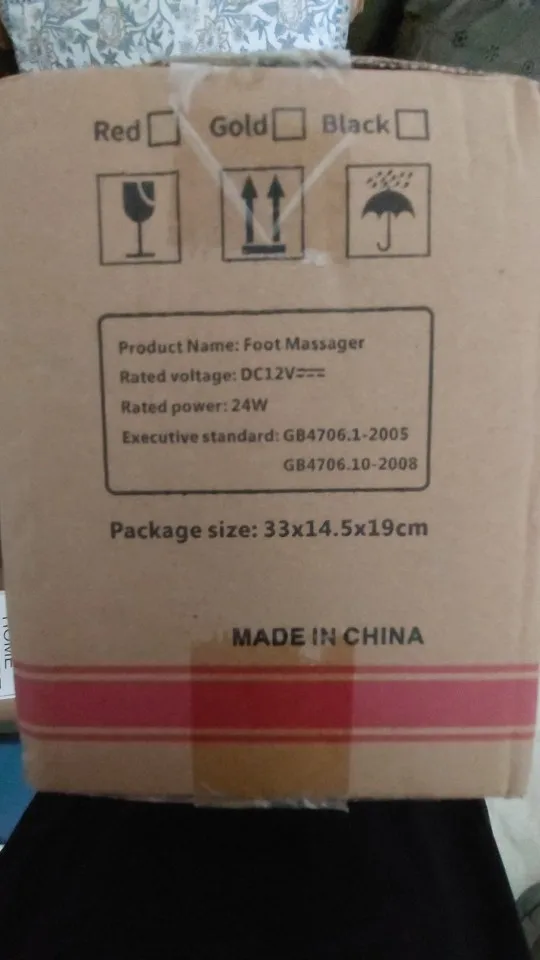 Red Gold Black
Product Name: Foot Massager
Rated voltage: DC12V⎓
Rated power: 24W
Executive standard: GB4706.1-2005
GB4706.10-2008
Package size: 33x14.5x19cm
MADE IN CHINA
HOME